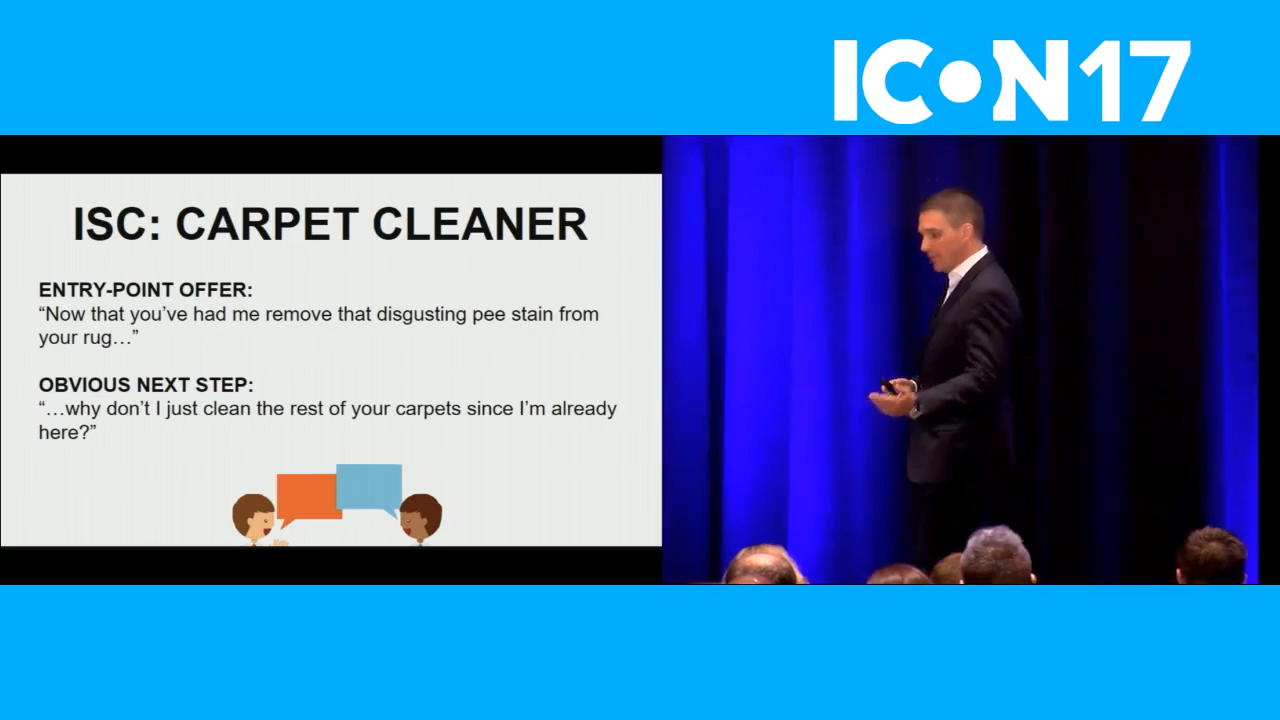 ICON17
ISC: CARPET CLEANER
ENTRY-POINT OFFER:
“Now that you’ve had me remove that disgusting pee stain from
your rug…”
OBVIOUS NEXT STEP:
“…why don’t I just clean the rest of your carpets since I’m already
here?”